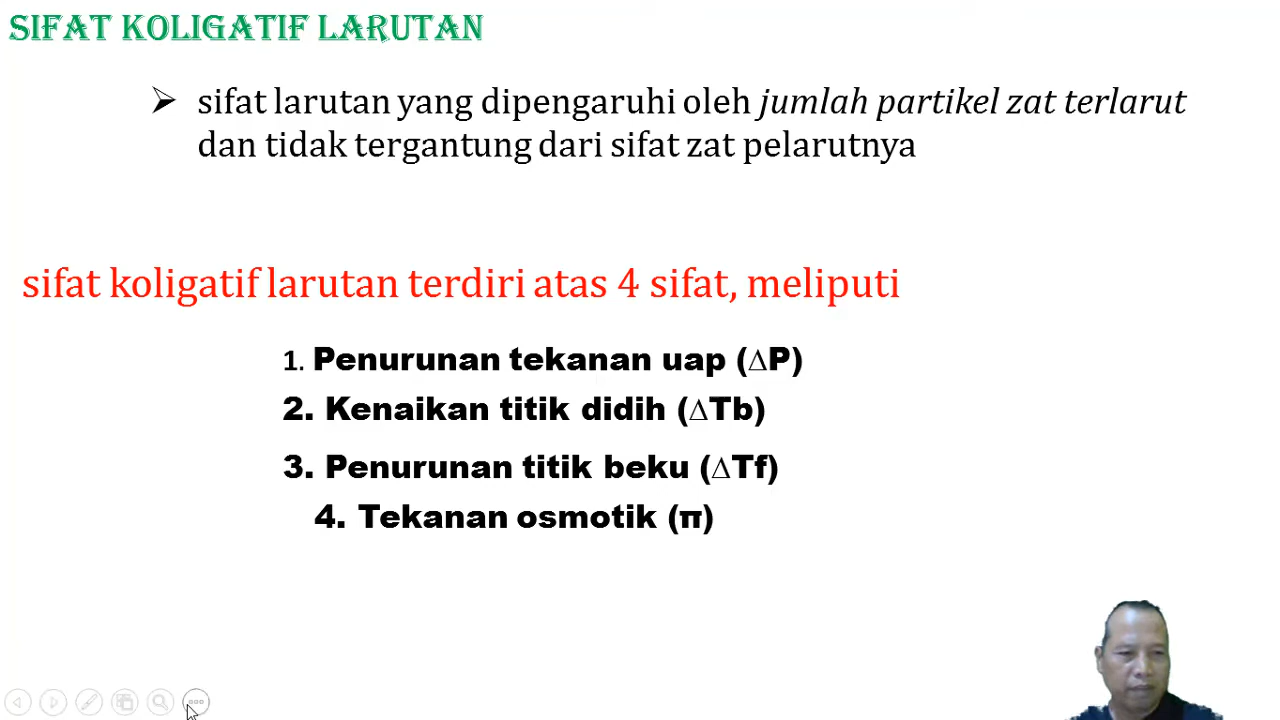 SIFAT KOLIGATIF LARUTAN
➢ sifat larutan yang dipengaruhi oleh jumlah partikel zat terlarut
dan tidak tergantung dari sifat zat pelarutnya
sifat koligatif larutan terdiri atas 4 sifat, meliputi
1. Penurunan tekanan uap (∆P)
2. Kenaikan titik didih (∆Tb)
3. Penurunan titik beku (∆Tf)
4. Tekanan osmotik (π)